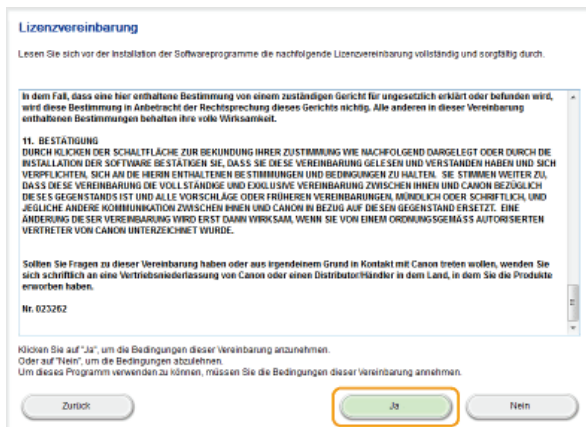 Lizenzvereinbarung
Lesen Sie sich vor der Installation der Softwareprogramme die nachfolgende Lizenzvereinbarung vollständig und sorgfältig durch.
In dem Fall, dass eine hier enthaltene Bestimmung von einem zuständigen Gericht für ungesetzlich erklärt oder befunden wird,
wird diese Bestimmung in Anbetracht der Rechtsprechung dieses Gerichts nichtig. Alle anderen in dieser Vereinbarung
enthaltenen Bestimmungen behalten ihre volle Wirksamkeit.
11. BESTÄTIGUNG
DURCH KLICKEN DER SCHALTFLÄCHE ZUR BEKUNDUNG IHRER ZUSTIMMUNG WIE NACHFOLGEND DARGELEGT ODER DURCH DIE
INSTALLATION DER SOFTWARE BESTÄTIGEN SIE, DASS SIE DIESE VEREINBARUNG GELESEN UND VERSTANDEN HABEN UND SICH
VERPFLICHTEN, SICH AN DIE HIERIN ENTHALTENEN BESTIMMUNGEN UND BEDINGUNGEN ZU HALTEN. SIE STIMMEN WEITER ZU,
DASS DIESE VEREINBARUNG DIE VOLLSTÄNDIGE UND EXKLUSIVE VEREINBARUNG ZWISCHEN IHNEN UND CANON BEZÜGLICH
DIESES GEGENSTANDS IST UND ALLE VORSCHLÄGE ODER FRÜHEREN VEREINBARUNGEN, MÜNDLICH ODER SCHRIFTLICH, UND
JEGLICHE ANDERE KOMMUNIKATION ZWISCHEN IHNEN UND CANON IN BEZUG AUF DIESEN GEGENSTAND ERSETZT. EINE
ÄNDERUNG DIESER VEREINBARUNG WIRD ERST DANN WIRKSAM, WENN SIE VON EINEM ORDNUNGSGEMÄSS AUTORISIERTEN
VERTRETER VON CANON UNTERZEICHNET WURDE.
Sollten Sie Fragen zu dieser Vereinbarung haben oder aus irgendeinem Grund in Kontakt mit Canon treten wollen, wenden Sie
sich schriftlich an eine Vertriebsniederlassung von Canon oder einen Distributor/Händler in dem Land, in dem Sie die Produkte
erworben haben.
Nr. 023262
Klicken Sie auf "Ja", um die Bedingungen dieser Vereinbarung anzunehmen.
Oder auf "Nein", um die Bedingungen abzulehnen.
Um dieses Programm verwenden zu können, müssen Sie die Bedingungen dieser Vereinbarung annehmen.
Zurück Ja Nein